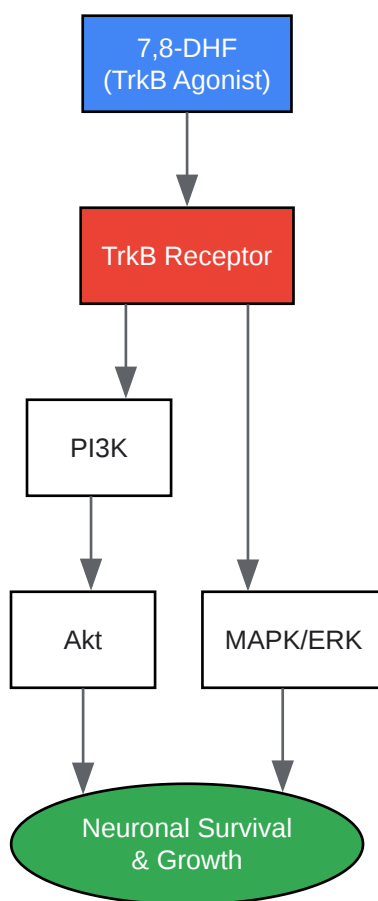 7,8-DHF
(TrkB Agonist)
TrkB Receptor
PI3K
Akt
MAPK/ERK
Neuronal Survival
& Growth